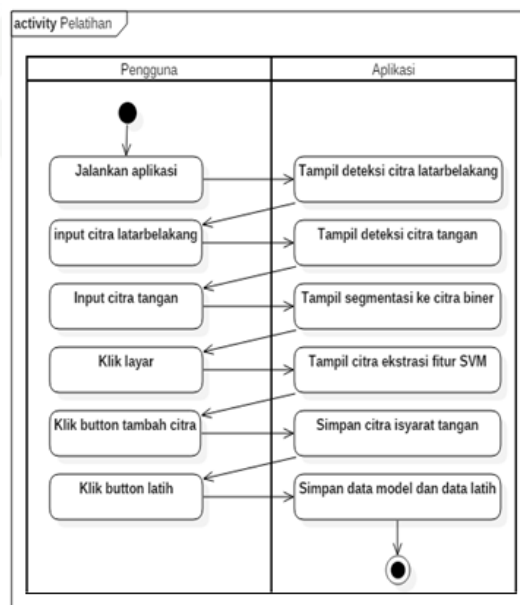 activity Pelatihan
Pengguna
Aplikasi
Jalankan aplikasi
Tampil deteksi citra latarbelakang
input citra latarbelakang
Tampil deteksi citra tangan
Input citra tangan
Tampil segmentasi ke citra biner
Klik layar
Tampil citra ekstrasi fitur SVM
Klik button tambah citra
Simpan citra isyarat tangan
Klik button latih
Simpan data model dan data latih